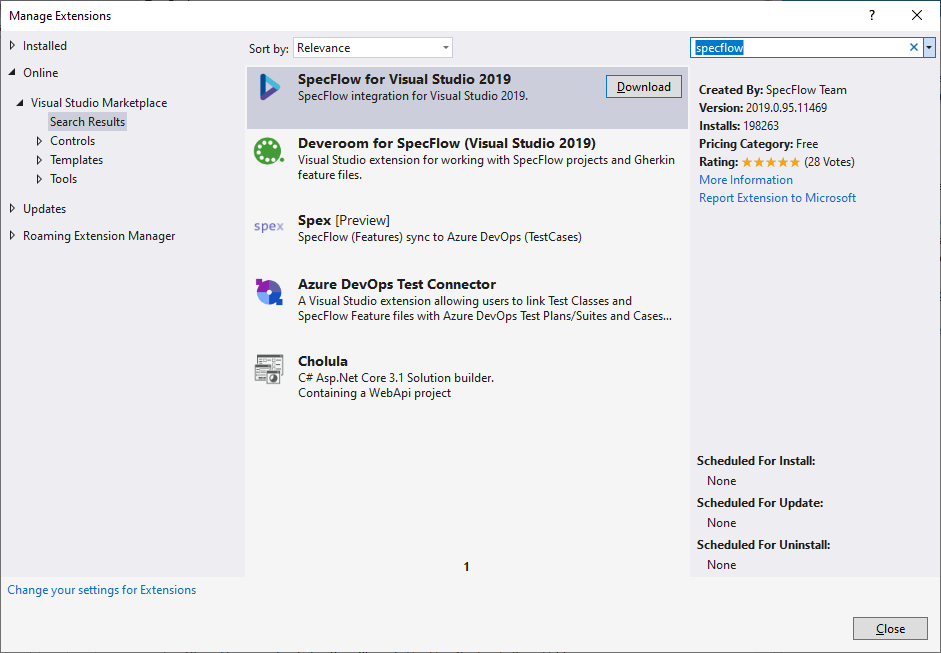 Manage Extensions
?
Installed
Online
Visual Studio Marketplace
Search Results
Controls
Templates
Tools
Updates
Roaming Extension Manager
Sort by: Relevance
SpecFlow for Visual Studio 2019
SpecFlow integration for Visual Studio 2019.
Download
Deveroom for SpecFlow (Visual Studio 2019)
Visual Studio extension for working with SpecFlow projects and Gherkin
feature files.
spex
Spex [Preview]
SpecFlow (Features) sync to Azure DevOps (TestCases)
Azure DevOps Test Connector
A Visual Studio extension allowing users to link Test Classes and
SpecFlow Feature files with Azure DevOps Test Plans/Suites and Cases...
Cholula
C# Asp.Net Core 3.1 Solution builder.
Containing a WebApi project
1
specflow
Created By: SpecFlow Team
Version: 2019.0.95.11469
Installs: 198263
Pricing Category: Free
Rating: ★★★★★ (28 Votes)
More Information
Report Extension to Microsoft
Scheduled For Install:
None
Scheduled For Update:
None
Scheduled For Uninstall:
None
Change your settings for Extensions
Close